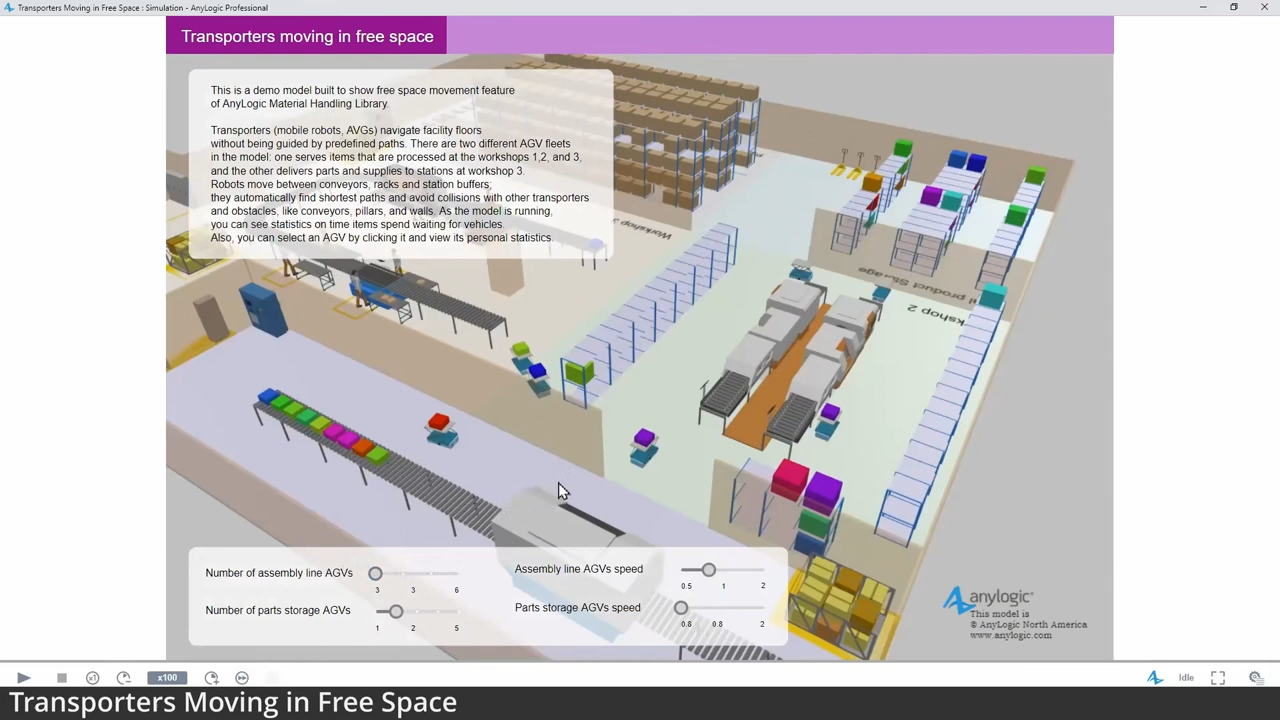 Transporters Moving in Free Space : Simulation - AnyLogic Professional
Transporters moving in free space
This is a demo model built to show free space movement feature
of AnyLogic Material Handling Library.
Transporters (mobile robots, AVGs) navigate facility floors
without being guided by predefined paths. There are two different AGV fleets
in the model: one serves items that are processed at the workshops 1,2, and 3,
and the other delivers parts and supplies to stations at workshop 3.
Robots move between conveyors, racks and station buffers;
they automatically find shortest paths and avoid collisions with other transporters
and obstacles, like conveyors, pillars, and walls. As the model is running,
you can see statistics on time items spend waiting for vehicles.
Also, you can select an AGV by clicking it and view its personal statistics
Workshop 3
al product Storage
kshop 2
Number of assembly line AGVs
3 3 6
Assembly line AGVs speed
0.5 1 2
Number of parts storage AGVs
1 2 5
Parts storage AGVs speed
0.8 0.8 2
anylogic
This model is
© AnyLogic North America
www.anylogic.com
x1
x100
Idle
Transporters Moving in Free Space